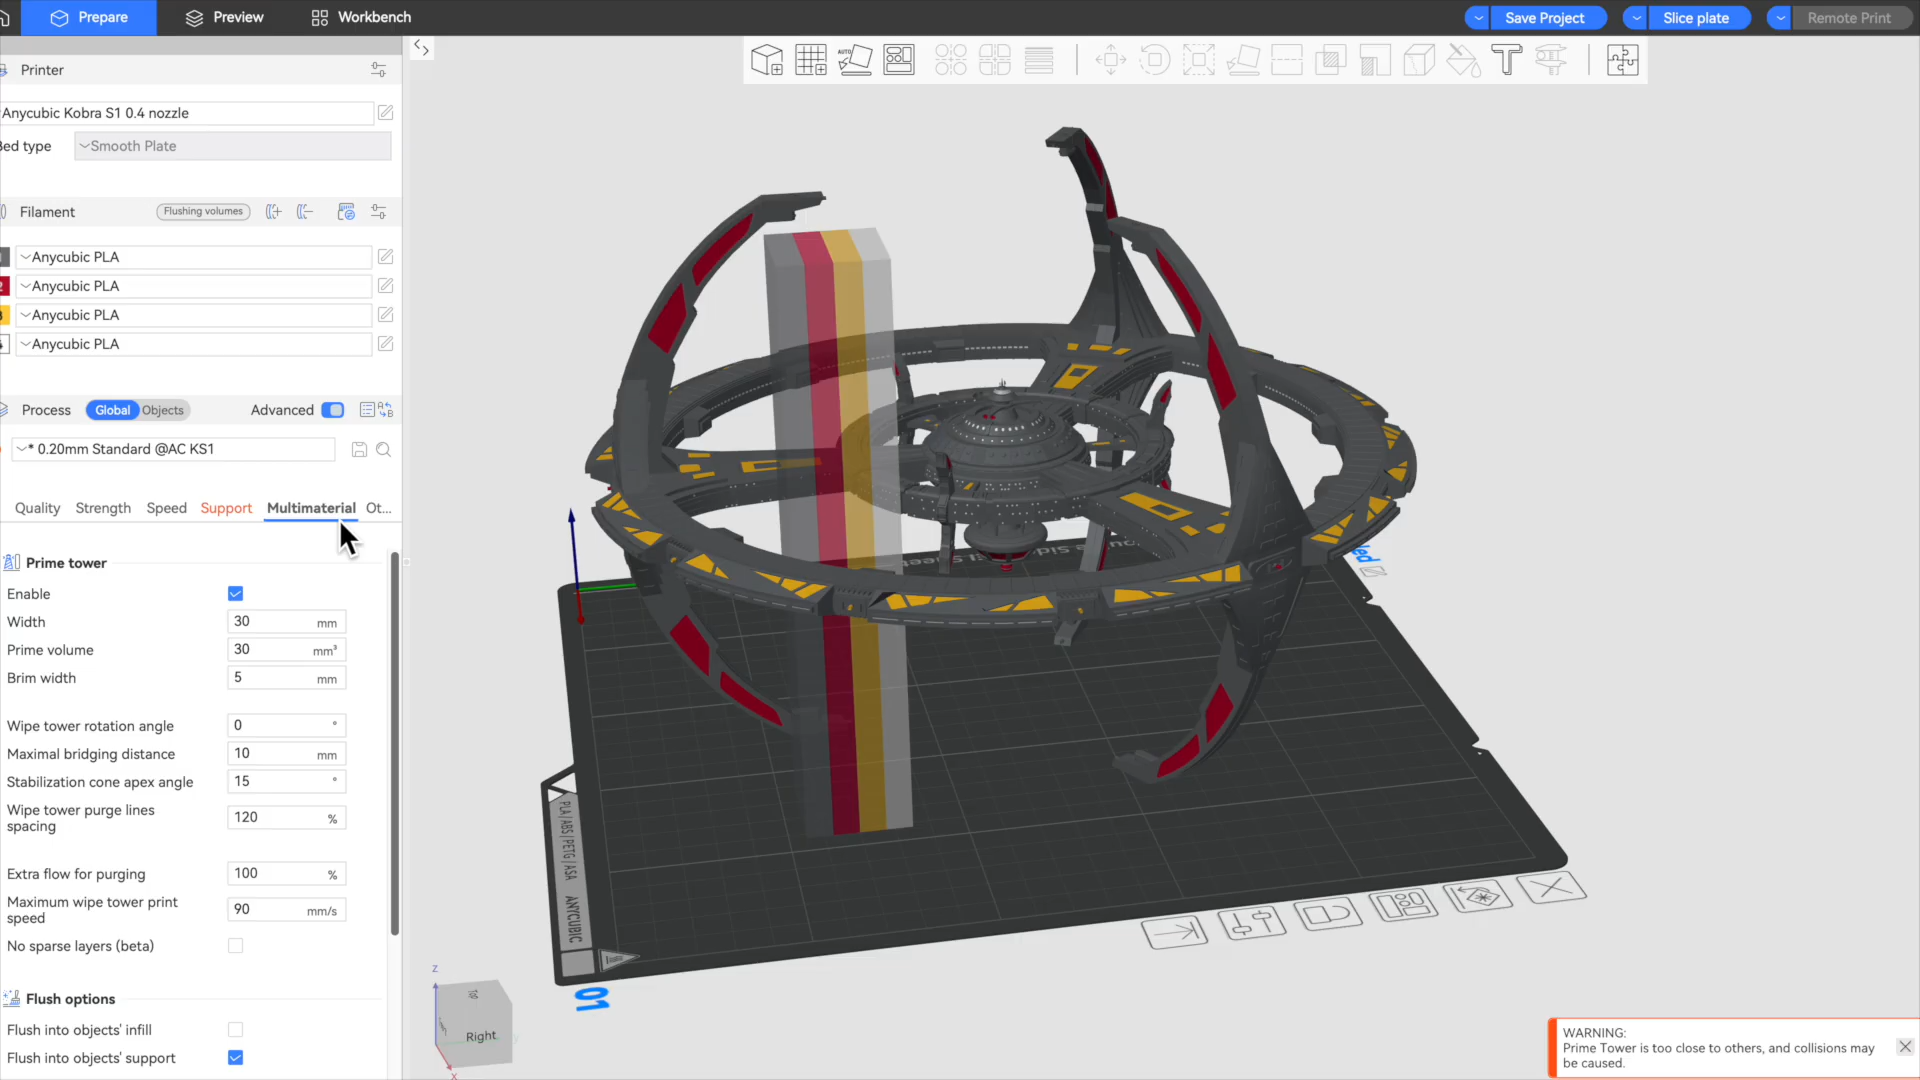 Prepare
Preview
Workbench
Save Project
Slice plate
Remote Print
Printer
Anycubic Kobra S1 0.4 nozzle
Bed type
Smooth Plate
Filament
Flushing volumes
Anycubic PLA
2
Anycubic PLA
Anycubic PLA
Anycubic PLA
Process
Global
Objects
Advanced
* 0.20mm Standard @AC KS1
Quality
Strength
Speed
Support
Multimaterial
Ot...
Prime tower
Enable
Width
30 mm
Prime volume
30 mm³
Brim width
5 mm
Wipe tower rotation angle
0 °
Maximal bridging distance
10 mm
Stabilization cone apex angle
15 °
Wipe tower purge lines
spacing
120 %
Extra flow for purging
100 %
Maximum wipe tower print
speed
90 mm/s
No sparse layers (beta)
Flush options
Flush into objects' infill
Flush into objects' support
AUTO
PLA/ABS/PETG/ASA ANYCUBIC
01
Z
Top
Right
X
WARNING:
Prime Tower is too close to others, and collisions may
be caused.